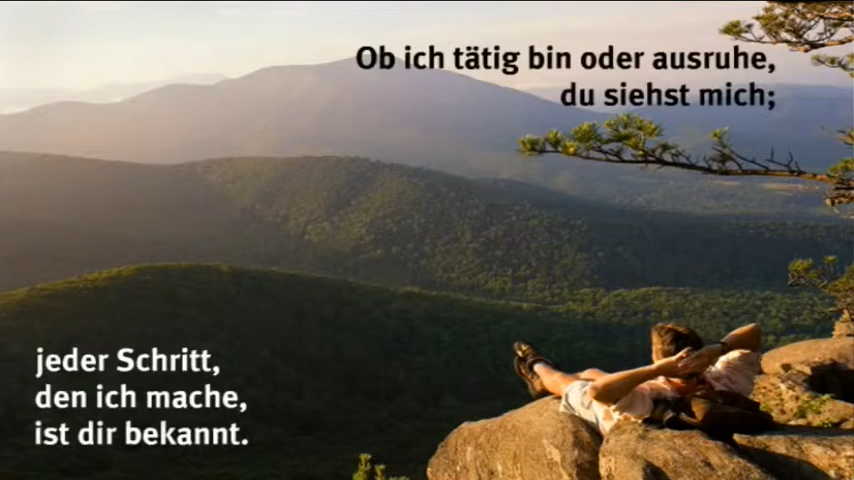 Ob ich tätig bin oder ausruhe,
du siehst mich;
jeder Schritt,
den ich mache,
ist dir bekannt.